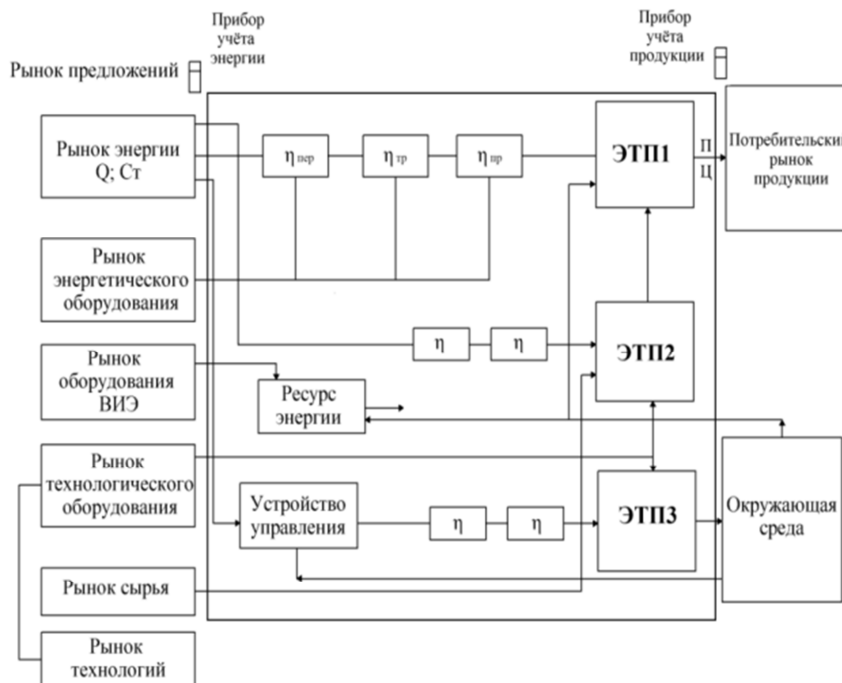 Прибор
учёта
энергии
Прибор
учёта
продукции
Рынок предложений
Рынок энергии
Q; Ст
η пер
η тр
η пр
ЭТП1
П
Ц
Потребительский
рынок
продукции
Рынок
энергетического
оборудования
η
η
ЭТП2
Рынок
оборудования
ВИЭ
Ресурс
энергии
Рынок
технологического
оборудования
Устройство
управления
η
η
ЭТП3
Окружающая
среда
Рынок сырья
Рынок
технологий